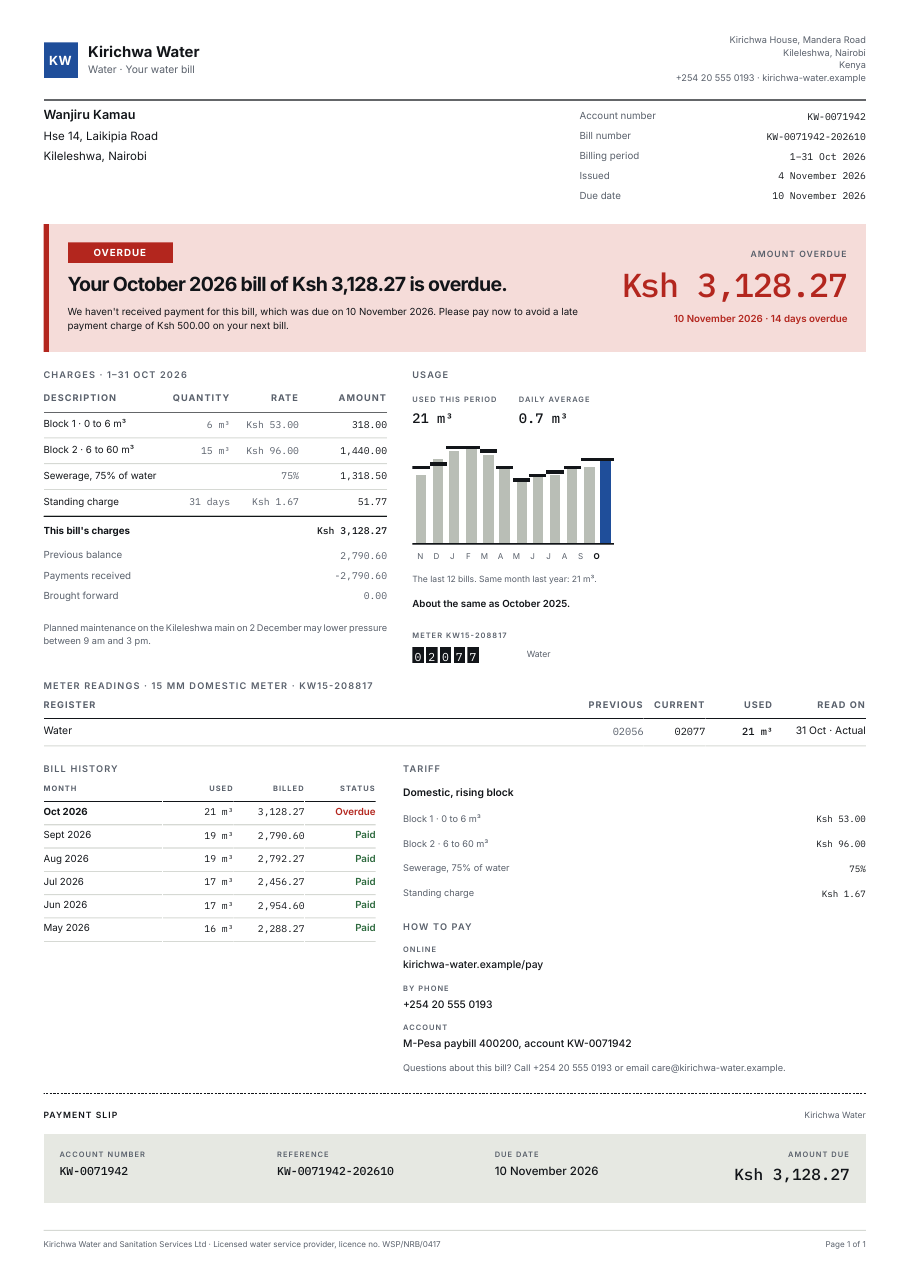 KW
Kirichwa Water
Water · Your water bill
Kirichwa House, Mandera Road
Kileleshwa, Nairobi
Kenya
+254 20 555 0193 · kirichwa-water.example
Wanjiru Kamau
Hse 14, Laikipia Road
Kileleshwa, Nairobi
Account number KW-0071942
Bill number KW-0071942-202610
Billing period 1–31 Oct 2026
Issued 4 November 2026
Due date 10 November 2026
OVERDUE
Your October 2026 bill of Ksh 3,128.27 is overdue.
We haven't received payment for this bill, which was due on 10 November 2026. Please pay now to avoid a late
payment charge of Ksh 500.00 on your next bill.
AMOUNT OVERDUE
Ksh 3,128.27
10 November 2026 · 14 days overdue
CHARGES · 1–31 OCT 2026
DESCRIPTION QUANTITY RATE AMOUNT
Block 1 · 0 to 6 m³ 6 m³ Ksh 53.00 318.00
Block 2 · 6 to 60 m³ 15 m³ Ksh 96.00 1,440.00
Sewerage, 75% of water 75% 1,318.50
Standing charge 31 days Ksh 1.67 51.77
This bill's charges Ksh 3,128.27
Previous balance 2,790.60
Payments received -2,790.60
Brought forward 0.00
Planned maintenance on the Kileleshwa main on 2 December may lower pressure
between 9 am and 3 pm.
USAGE
USED THIS PERIOD DAILY AVERAGE
21 m³ 0.7 m³
N D J F M A M J J A S O
The last 12 bills. Same month last year: 21 m³.
About the same as October 2025.
METER KW15-208817
02077 Water
METER READINGS · 15 MM DOMESTIC METER · KW15-208817
REGISTER PREVIOUS CURRENT USED READ ON
Water 02056 02077 21 m³ 31 Oct · Actual
BILL HISTORY
MONTH USED BILLED STATUS
Oct 2026 21 m³ 3,128.27 Overdue
Sept 2026 19 m³ 2,790.60 Paid
Aug 2026 19 m³ 2,792.27 Paid
Jul 2026 17 m³ 2,456.27 Paid
Jun 2026 17 m³ 2,954.60 Paid
May 2026 16 m³ 2,288.27 Paid
TARIFF
Domestic, rising block
Block 1 · 0 to 6 m³ Ksh 53.00
Block 2 · 6 to 60 m³ Ksh 96.00
Sewerage, 75% of water 75%
Standing charge Ksh 1.67
HOW TO PAY
ONLINE
kirichwa-water.example/pay
BY PHONE
+254 20 555 0193
ACCOUNT
M-Pesa paybill 400200, account KW-0071942
Questions about this bill? Call +254 20 555 0193 or email care@kirichwa-water.example.
PAYMENT SLIP Kirichwa Water
ACCOUNT NUMBER REFERENCE DUE DATE AMOUNT DUE
KW-0071942 KW-0071942-202610 10 November 2026 Ksh 3,128.27
Kirichwa Water and Sanitation Services Ltd · Licensed water service provider, licence no. WSP/NRB/0417 Page 1 of 1